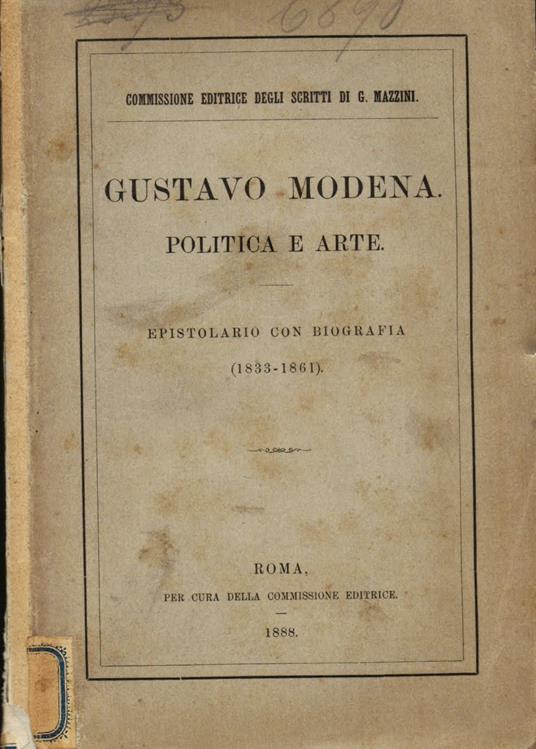 6690
COMMISSIONE EDITRICE DEGLI SCRITTI DI G. MAZZINI.
GUSTAVO MODENA.
POLITICA E ARTE.
EPISTOLARIO CON BIOGRAFIA
(1833-1861).
ROMA,
PER CURA DELLA COMMISSIONE EDITRICE.
1888.